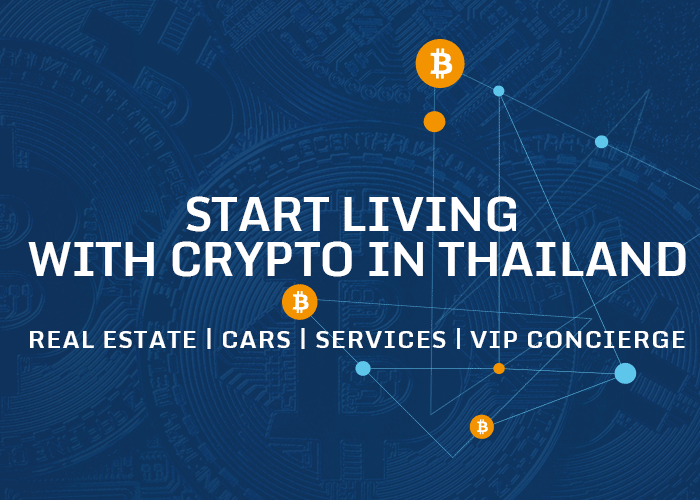 START LIVING
WITH CRYPTO IN THAILAND
REAL ESTATE | CARS | SERVICES | VIP CONCIERGE